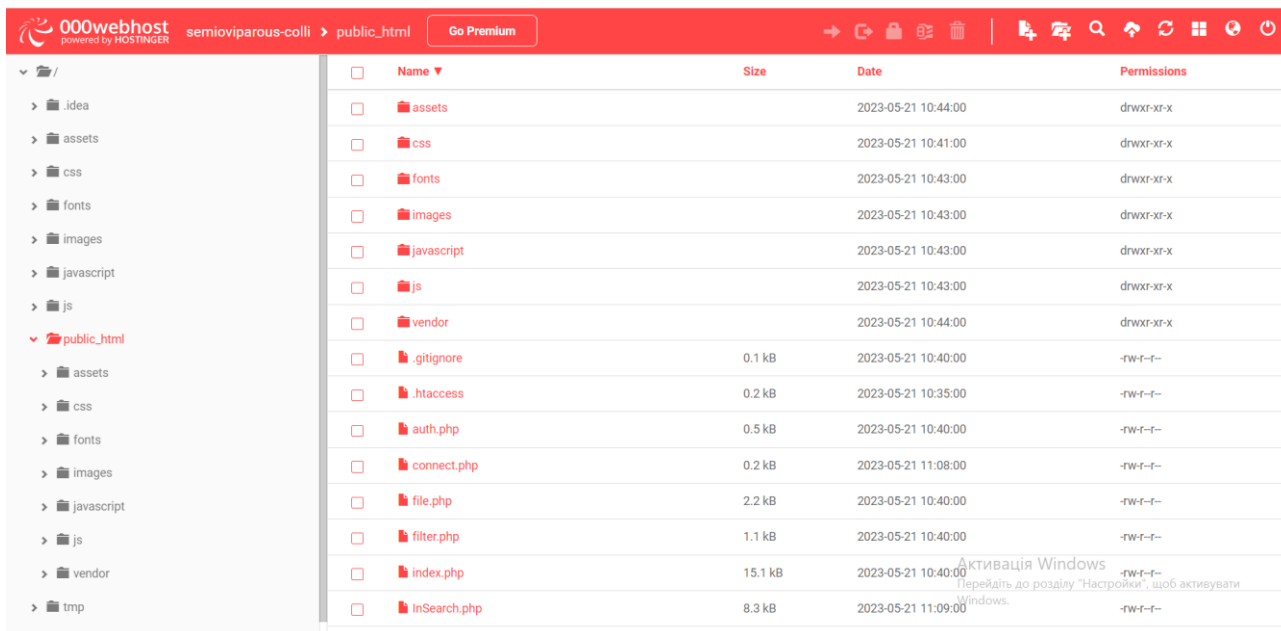 000webhost
powered by HOSTINGER
semioviparous-colli > public_html
Go Premium
/
.idea
assets
css
fonts
images
javascript
js
public_html
assets
css
fonts
images
javascript
js
vendor
tmp
Name ▼ Size Date Permissions
assets 2023-05-21 10:44:00 drwxr-xr-x
css 2023-05-21 10:41:00 drwxr-xr-x
fonts 2023-05-21 10:43:00 drwxr-xr-x
images 2023-05-21 10:43:00 drwxr-xr-x
javascript 2023-05-21 10:43:00 drwxr-xr-x
js 2023-05-21 10:43:00 drwxr-xr-x
vendor 2023-05-21 10:44:00 drwxr-xr-x
.gitignore 0.1 kB 2023-05-21 10:40:00 -rw-r--r--
.htaccess 0.2 kB 2023-05-21 10:35:00 -rw-r--r--
auth.php 0.5 kB 2023-05-21 10:40:00 -rw-r--r--
connect.php 0.2 kB 2023-05-21 11:08:00 -rw-r--r--
file.php 2.2 kB 2023-05-21 10:40:00 -rw-r--r--
filter.php 1.1 kB 2023-05-21 10:40:00 -rw-r--r--
index.php 15.1 kB 2023-05-21 10:40:00 -rw-r--r--
InSearch.php 8.3 kB 2023-05-21 11:09:00 -rw-r--r--
Активація Windows
Перейдіть до розділу "Настройки", щоб активувати
Windows.